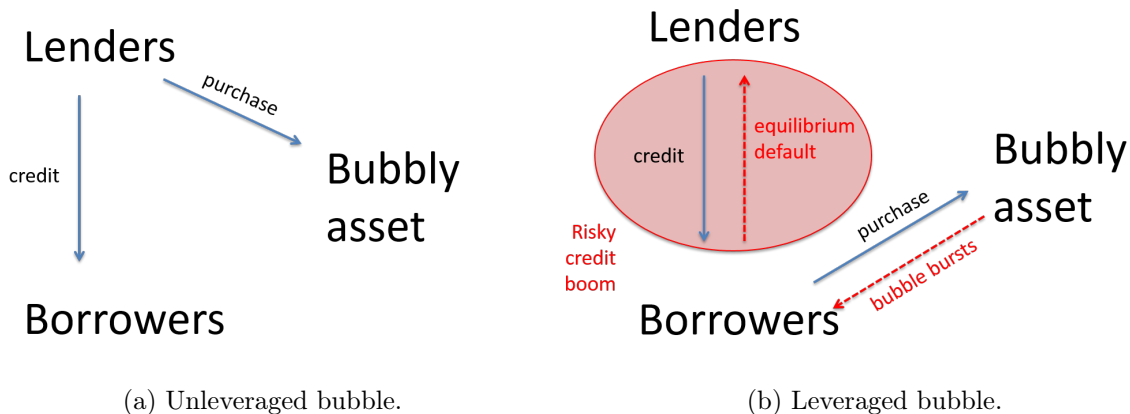 Lenders
purchase
credit
Bubbly
asset
Borrowers
(a) Unleveraged bubble.
Lenders
credit
equilibrium
default
Bubbly
asset
purchase
bubble bursts
Risky
credit
boom
Borrowers
(b) Leveraged bubble.